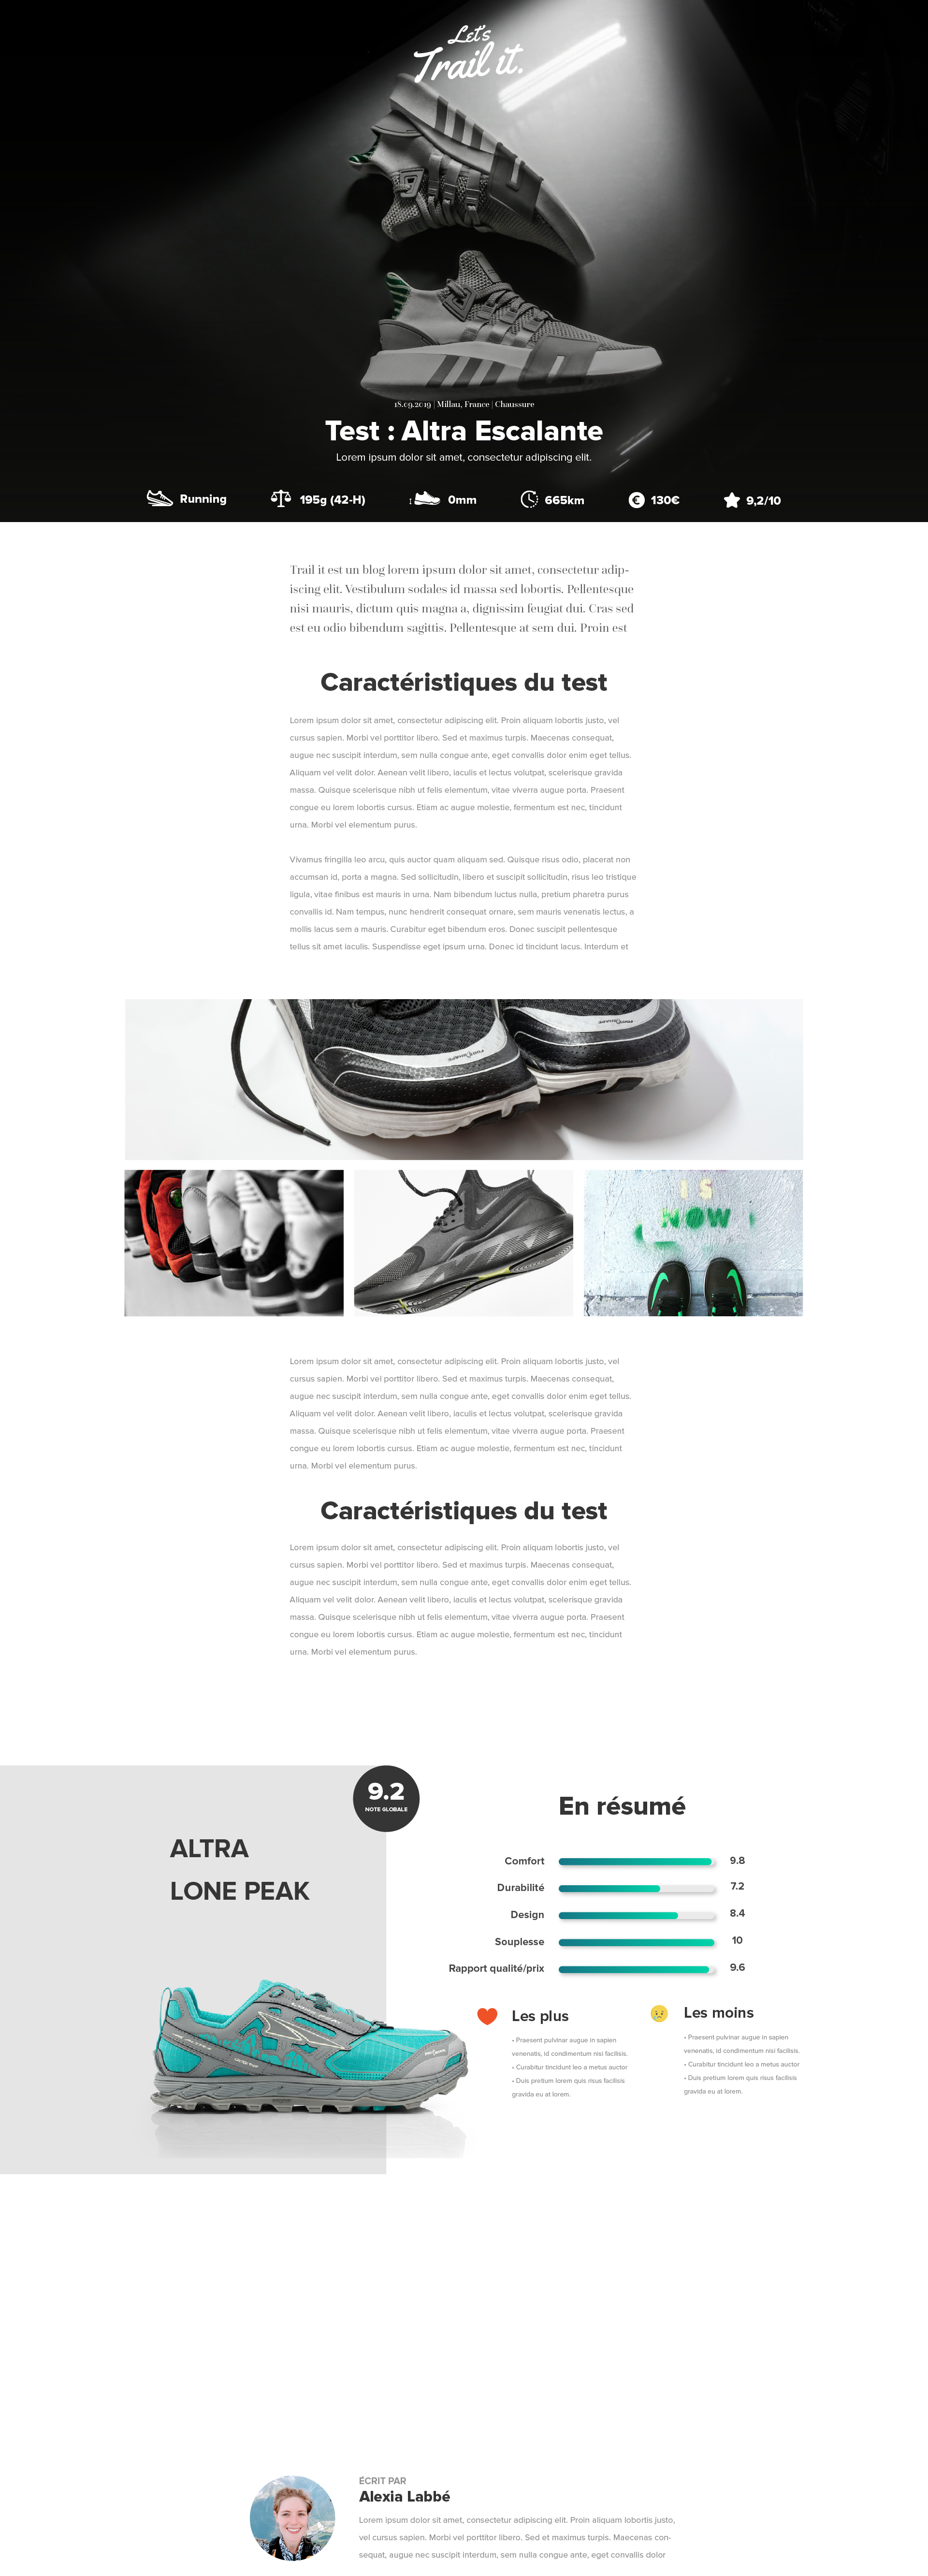 Let's
Trail it.
18.09.2019 | Millau, France | Chaussure
Test : Altra Escalante
Lorem ipsum dolor sit amet, consectetur adipiscing elit.
Running
195g (42-H)
0mm
665km
130€
9,2/10
Trail it est un blog lorem ipsum dolor sit amet, consectetur adip-
iscing elit. Vestibulum sodales id massa sed lobortis. Pellentesque
nisi mauris, dictum quis magna a, dignissim feugiat dui. Cras sed
est eu odio bibendum sagittis. Pellentesque at sem dui. Proin est
Caractéristiques du test
Lorem ipsum dolor sit amet, consectetur adipiscing elit. Proin aliquam lobortis justo, vel
cursus sapien. Morbi vel porttitor libero. Sed et maximus turpis. Maecenas consequat,
augue nec suscipit interdum, sem nulla congue ante, eget convallis dolor enim eget tellus.
Aliquam vel velit dolor. Aenean velit libero, iaculis et lectus volutpat, scelerisque gravida
massa. Quisque scelerisque nibh ut felis elementum, vitae viverra augue porta. Praesent
congue eu lorem lobortis cursus. Etiam ac augue molestie, fermentum est nec, tincidunt
urna. Morbi vel elementum purus.
Vivamus fringilla leo arcu, quis auctor quam aliquam sed. Quisque risus odio, placerat non
accumsan id, porta a magna. Sed sollicitudin, libero et suscipit sollicitudin, risus leo tristique
ligula, vitae finibus est mauris in urna. Nam bibendum luctus nulla, pretium pharetra purus
convallis id. Nam tempus, nunc hendrerit consequat ornare, sem mauris venenatis lectus, a
mollis lacus sem a mauris. Curabitur eget bibendum eros. Donec suscipit pellentesque
tellus sit amet iaculis. Suspendisse eget ipsum urna. Donec id tincidunt lacus. Interdum et
IS
NOW
Lorem ipsum dolor sit amet, consectetur adipiscing elit. Proin aliquam lobortis justo, vel
cursus sapien. Morbi vel porttitor libero. Sed et maximus turpis. Maecenas consequat,
augue nec suscipit interdum, sem nulla congue ante, eget convallis dolor enim eget tellus.
Aliquam vel velit dolor. Aenean velit libero, iaculis et lectus volutpat, scelerisque gravida
massa. Quisque scelerisque nibh ut felis elementum, vitae viverra augue porta. Praesent
congue eu lorem lobortis cursus. Etiam ac augue molestie, fermentum est nec, tincidunt
urna. Morbi vel elementum purus.
Caractéristiques du test
Lorem ipsum dolor sit amet, consectetur adipiscing elit. Proin aliquam lobortis justo, vel
cursus sapien. Morbi vel porttitor libero. Sed et maximus turpis. Maecenas consequat,
augue nec suscipit interdum, sem nulla congue ante, eget convallis dolor enim eget tellus.
Aliquam vel velit dolor. Aenean velit libero, iaculis et lectus volutpat, scelerisque gravida
massa. Quisque scelerisque nibh ut felis elementum, vitae viverra augue porta. Praesent
congue eu lorem lobortis cursus. Etiam ac augue molestie, fermentum est nec, tincidunt
urna. Morbi vel elementum purus.
9.2
NOTE GLOBALE
ALTRA
LONE PEAK
En résumé
Comfort 9.8
Durabilité 7.2
Design 8.4
Souplesse 10
Rapport qualité/prix 9.6
Les plus
• Praesent pulvinar augue in sapien
venenatis, id condimentum nisi facilisis.
• Curabitur tincidunt leo a metus auctor
• Duis pretium lorem quis risus facilisis
gravida eu at lorem.
Les moins
• Praesent pulvinar augue in sapien
venenatis, id condimentum nisi facilisis.
• Curabitur tincidunt leo a metus auctor
• Duis pretium lorem quis risus facilisis
gravida eu at lorem.
ÉCRIT PAR
Alexia Labbé
Lorem ipsum dolor sit amet, consectetur adipiscing elit. Proin aliquam lobortis justo,
vel cursus sapien. Morbi vel porttitor libero. Sed et maximus turpis. Maecenas con-
sequat, augue nec suscipit interdum, sem nulla congue ante, eget convallis dolor